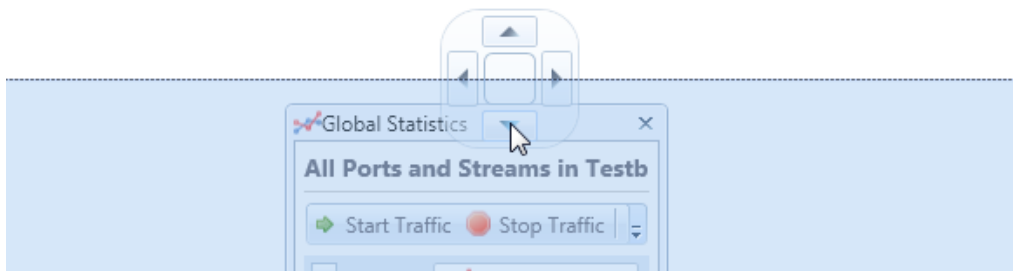 Global Statistics
All Ports and Streams in Testb
Start Traffic Stop Traffic